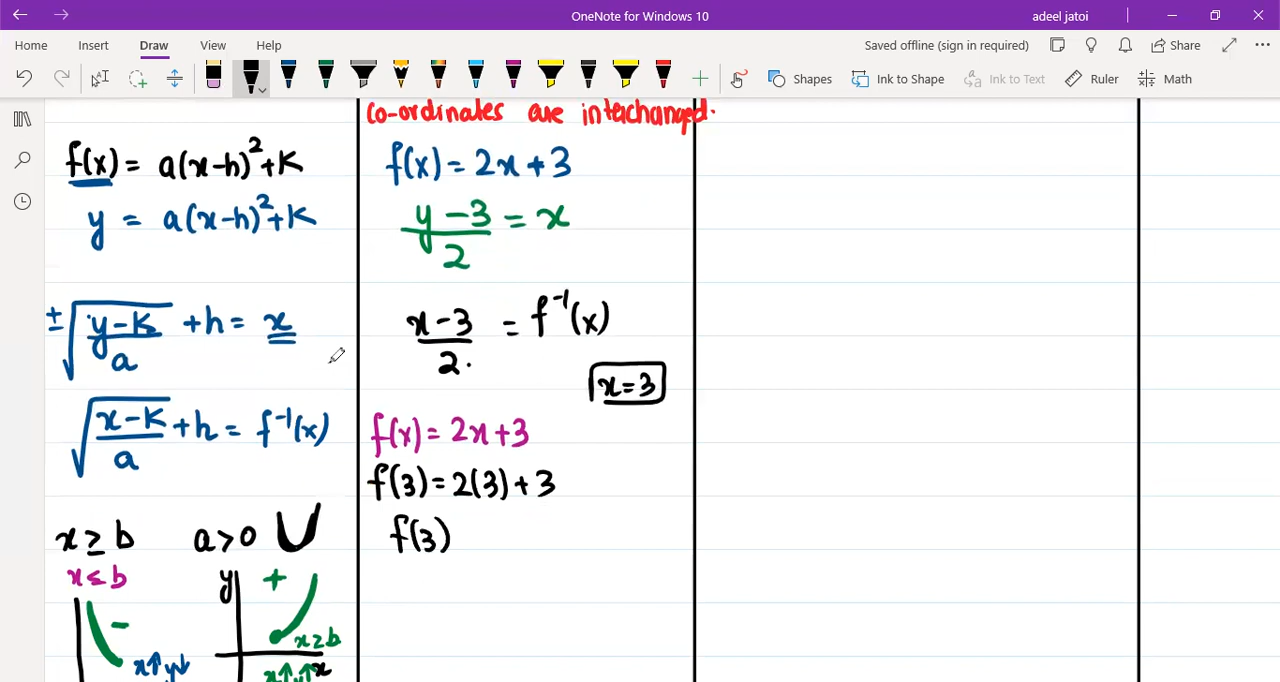 OneNote for Windows 10
adeel jatoi
Home Insert Draw View Help
Saved offline (sign in required) Share
Shapes Ink to Shape Ink to Text Ruler Math
co-ordinates are interchanged.
f(x) = a(x-h)²+K
y = a(x-h)²+K
±√((y-K)/a) + h = x
√((x-K)/a) + h = f⁻¹(x)
x ≥ b a > 0
x ≤ b
y +
−
x ≥ b
x↑ y↓
x↑ y↑ x
f(x) = 2x + 3
(y - 3)/2 = x
(x - 3)/2. = f⁻¹(x)
x = 3
f(x) = 2x + 3
f(3) = 2(3) + 3
f(3)